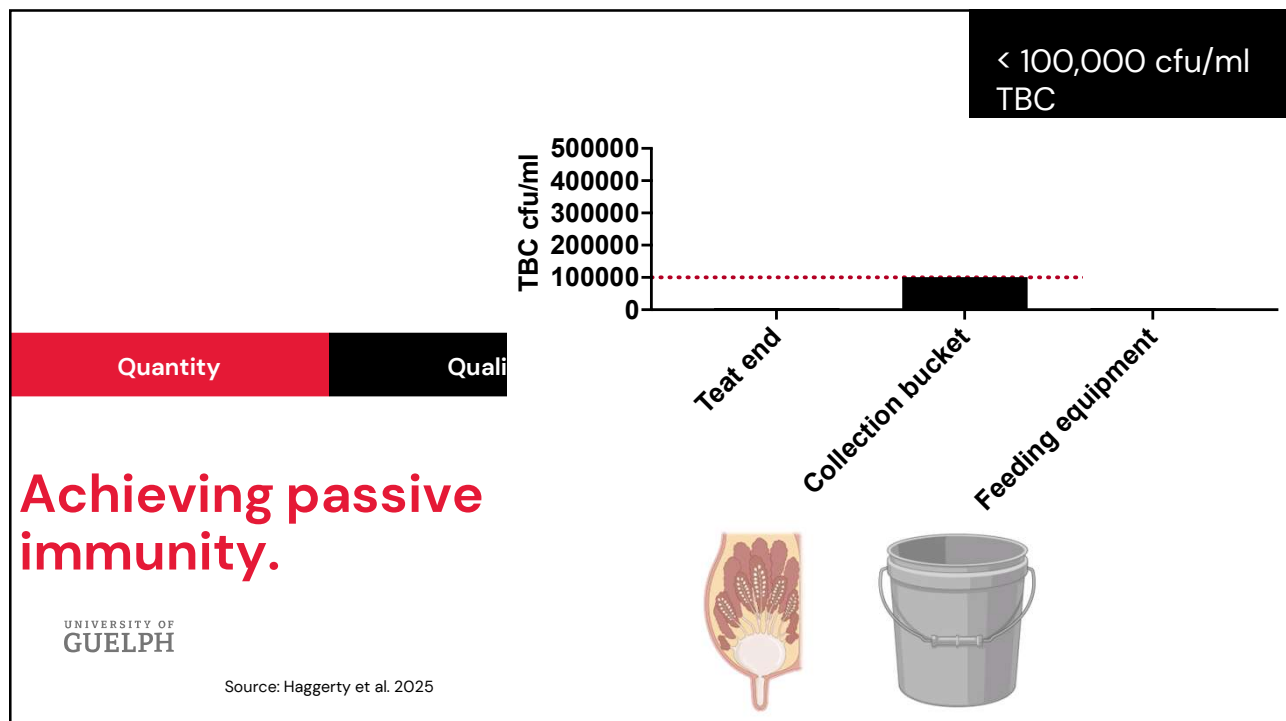 < 100,000 cfu/ml
TBC
TBC cfu/ml
500000
400000
300000
200000
100000
0
Teat end
Collection bucket
Feeding equipment
Quantity
Quali
Achieving passive
immunity.
UNIVERSITY OF
GUELPH
Source: Haggerty et al. 2025